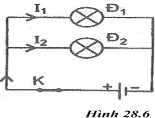 I₁ Đ₁
I₂ Đ₂
K + −
Hình 28.6